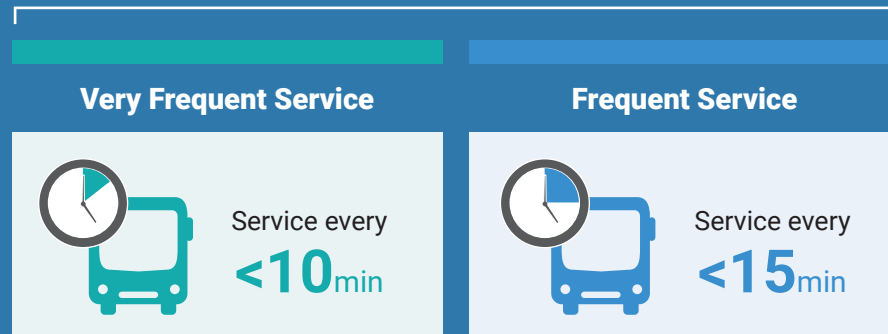 Very Frequent Service
Service every
<10min
Frequent Service
Service every
<15min